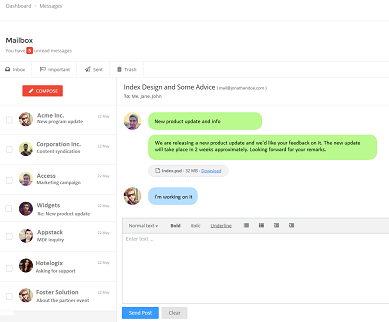 Dashboard › Messages
Mailbox
You have 5 unread messages
Inbox Important Sent Trash
COMPOSE
Acme Inc. 22 May
New program update
Corporation Inc. 22 May
Content syndication
Access 22 May
Marketing campaign
Widgets 22 May
Re: New product update
Appstack 22 May
MDF inquiry
Hotelogix 22 May
Asking for support
Foster Solution 22 May
About the partner event
Index Design and Some Advice ( mail@jonathandoe.com )
To: Me, Jane, John
New product update and info
We are releasing a new product update and we'd like your feedback on it. The new update
will take place in 2 weeks approximately. Looking forward for your remarks.
Index.psd - 32 MB - Download
I'm working on it
Normal text Bold Italic Underline
Enter text ...
Send Post Clear